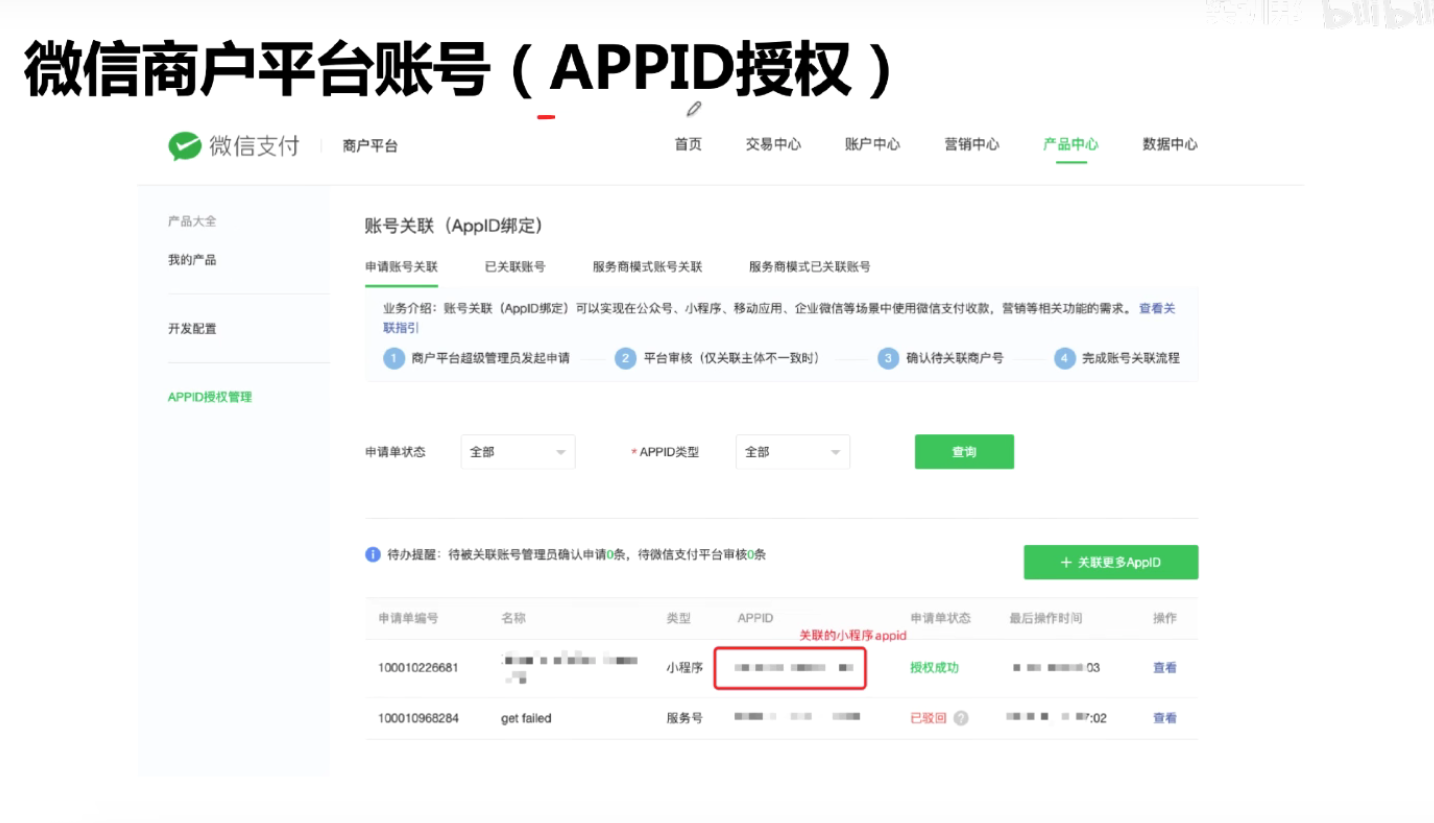 bilibili
微信商户平台账号（APPID授权）
微信支付 商户平台 首页 交易中心 账户中心 营销中心 产品中心 数据中心
产品大全
我的产品
开发配置
APPID授权管理
账号关联（AppID绑定）
申请账号关联 已关联账号 服务商模式账号关联 服务商模式已关联账号
业务介绍：账号关联（AppID绑定）可以实现在公众号、小程序、移动应用、企业微信等场景中使用微信支付收款，营销等相关功能的需求。 查看关
联指引
1 商户平台超级管理员发起申请 2 平台审核（仅关联主体不一致时） 3 确认待关联商户号 4 完成账号关联流程
申请单状态 全部 *APPID类型 全部 查询
待办提醒：待被关联账号管理员确认申请0条，待微信支付平台审核0条
+ 关联更多AppID
申请单编号 名称 类型 APPID 申请单状态 最后操作时间 操作
关联的小程序appid
100010226681 小程序 授权成功 03 查看
100010968284 get failed 服务号 已驳回 ? :02 查看